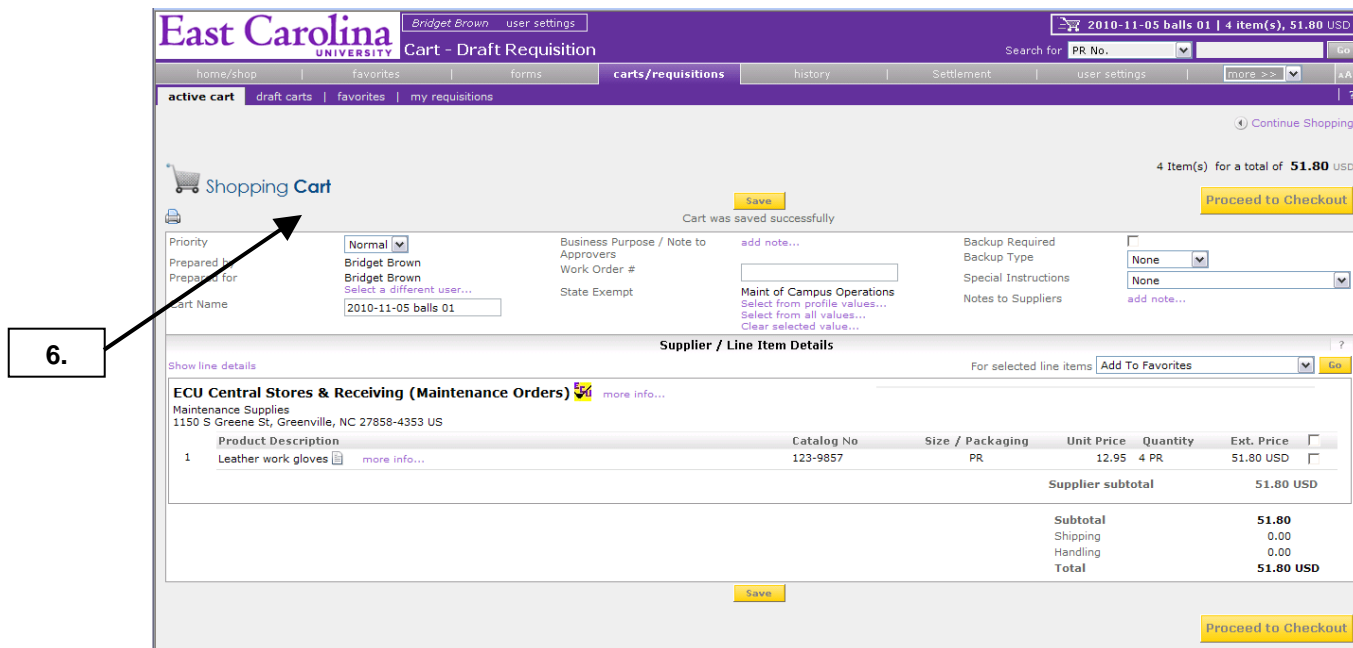 East Carolina
UNIVERSITY
Bridget Brown user settings
2010-11-05 balls 01 | 4 item(s), 51.80 USD
Cart - Draft Requisition
Search for PR No. Go
home/shop | favorites | forms carts/requisitions history | Settlement | user settings | more >> AA
active cart draft carts | favorites | my requisitions | ?
Continue Shopping
4 Item(s) for a total of 51.80 USD
Shopping Cart
Save
Proceed to Checkout
Cart was saved successfully
Priority Normal
Prepared by Bridget Brown
Prepared for Bridget Brown
Select a different user...
Cart Name 2010-11-05 balls 01
Business Purpose / Note to Approvers add note...
Work Order #
State Exempt Maint of Campus Operations
Select from profile values...
Select from all values...
Clear selected value...
Backup Required
Backup Type None
Special Instructions None
Notes to Suppliers add note...
6.
Supplier / Line Item Details ?
Show line details
For selected line items Add To Favorites Go
ECU Central Stores & Receiving (Maintenance Orders) ECU more info...
Maintenance Supplies
1150 S Greene St, Greenville, NC 27858-4353 US
Product Description Catalog No Size / Packaging Unit Price Quantity Ext. Price
1 Leather work gloves more info... 123-9857 PR 12.95 4 PR 51.80 USD
Supplier subtotal 51.80 USD
Subtotal 51.80
Shipping 0.00
Handling 0.00
Total 51.80 USD
Save
Proceed to Checkout